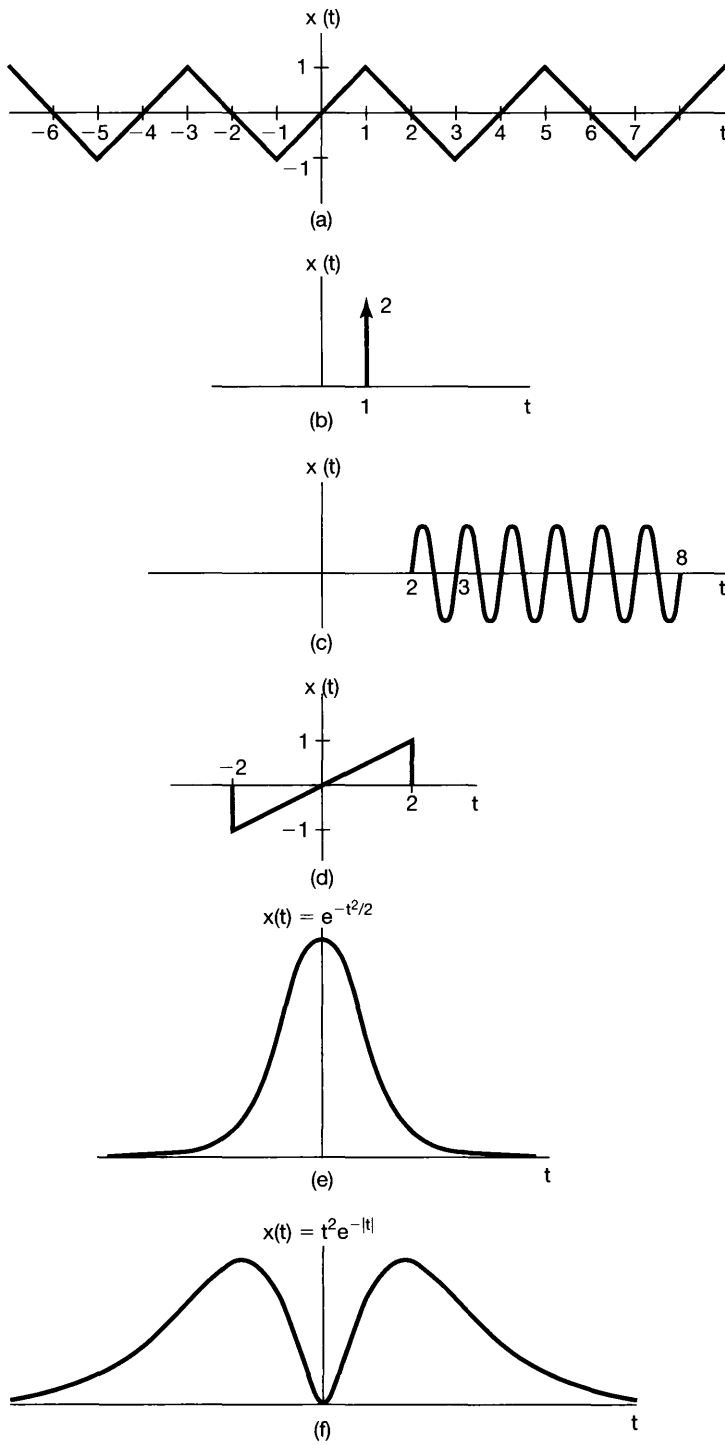 x (t)
1
−6 −5 −4 −3 −2 −1 1 2 3 4 5 6 7 t
−1
(a)
x (t)
2
1 t
(b)
x (t)
8
2 3 t
(c)
x (t)
1
−2
2 t
−1
(d)
x(t) = e^{−t²/2}
t
(e)
x(t) = t²e^{−|t|}
t
(f)